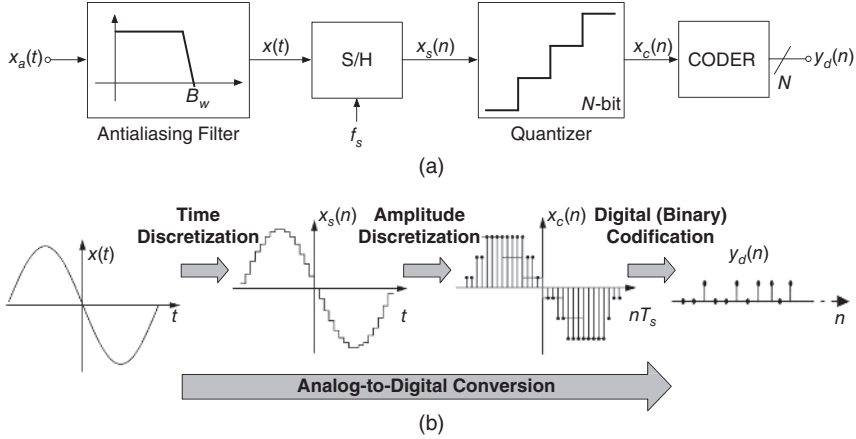 x_a(t)
B_w
Antialiasing Filter
x(t)
S/H
f_s
x_s(n)
N-bit
Quantizer
x_c(n)
CODER
N
y_d(n)
(a)
x(t)
t
Time
Discretization
x_s(n)
t
Amplitude
Discretization
x_c(n)
nT_s
Digital (Binary)
Codification
y_d(n)
n
Analog-to-Digital Conversion
(b)